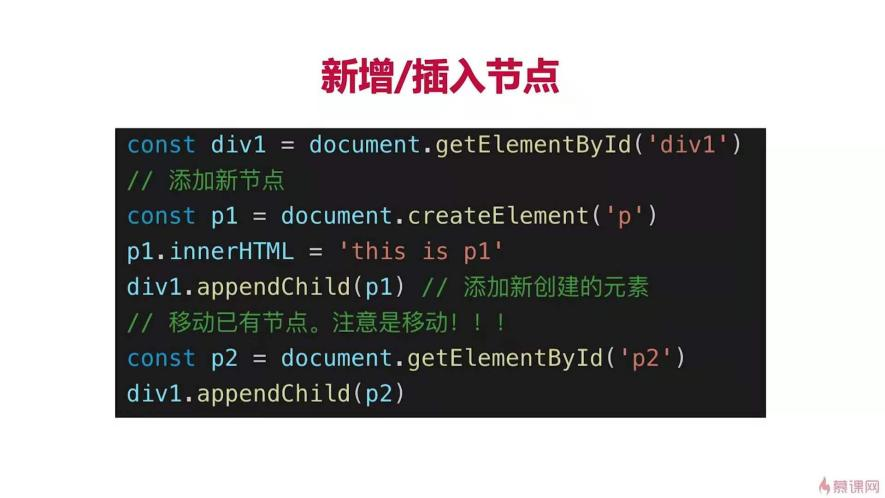 新增/插入节点
const div1 = document.getElementById('div1')
// 添加新节点
const p1 = document.createElement('p')
p1.innerHTML = 'this is p1'
div1.appendChild(p1) // 添加新创建的元素
// 移动已有节点。注意是移动！！！
const p2 = document.getElementById('p2')
div1.appendChild(p2)
慕课网